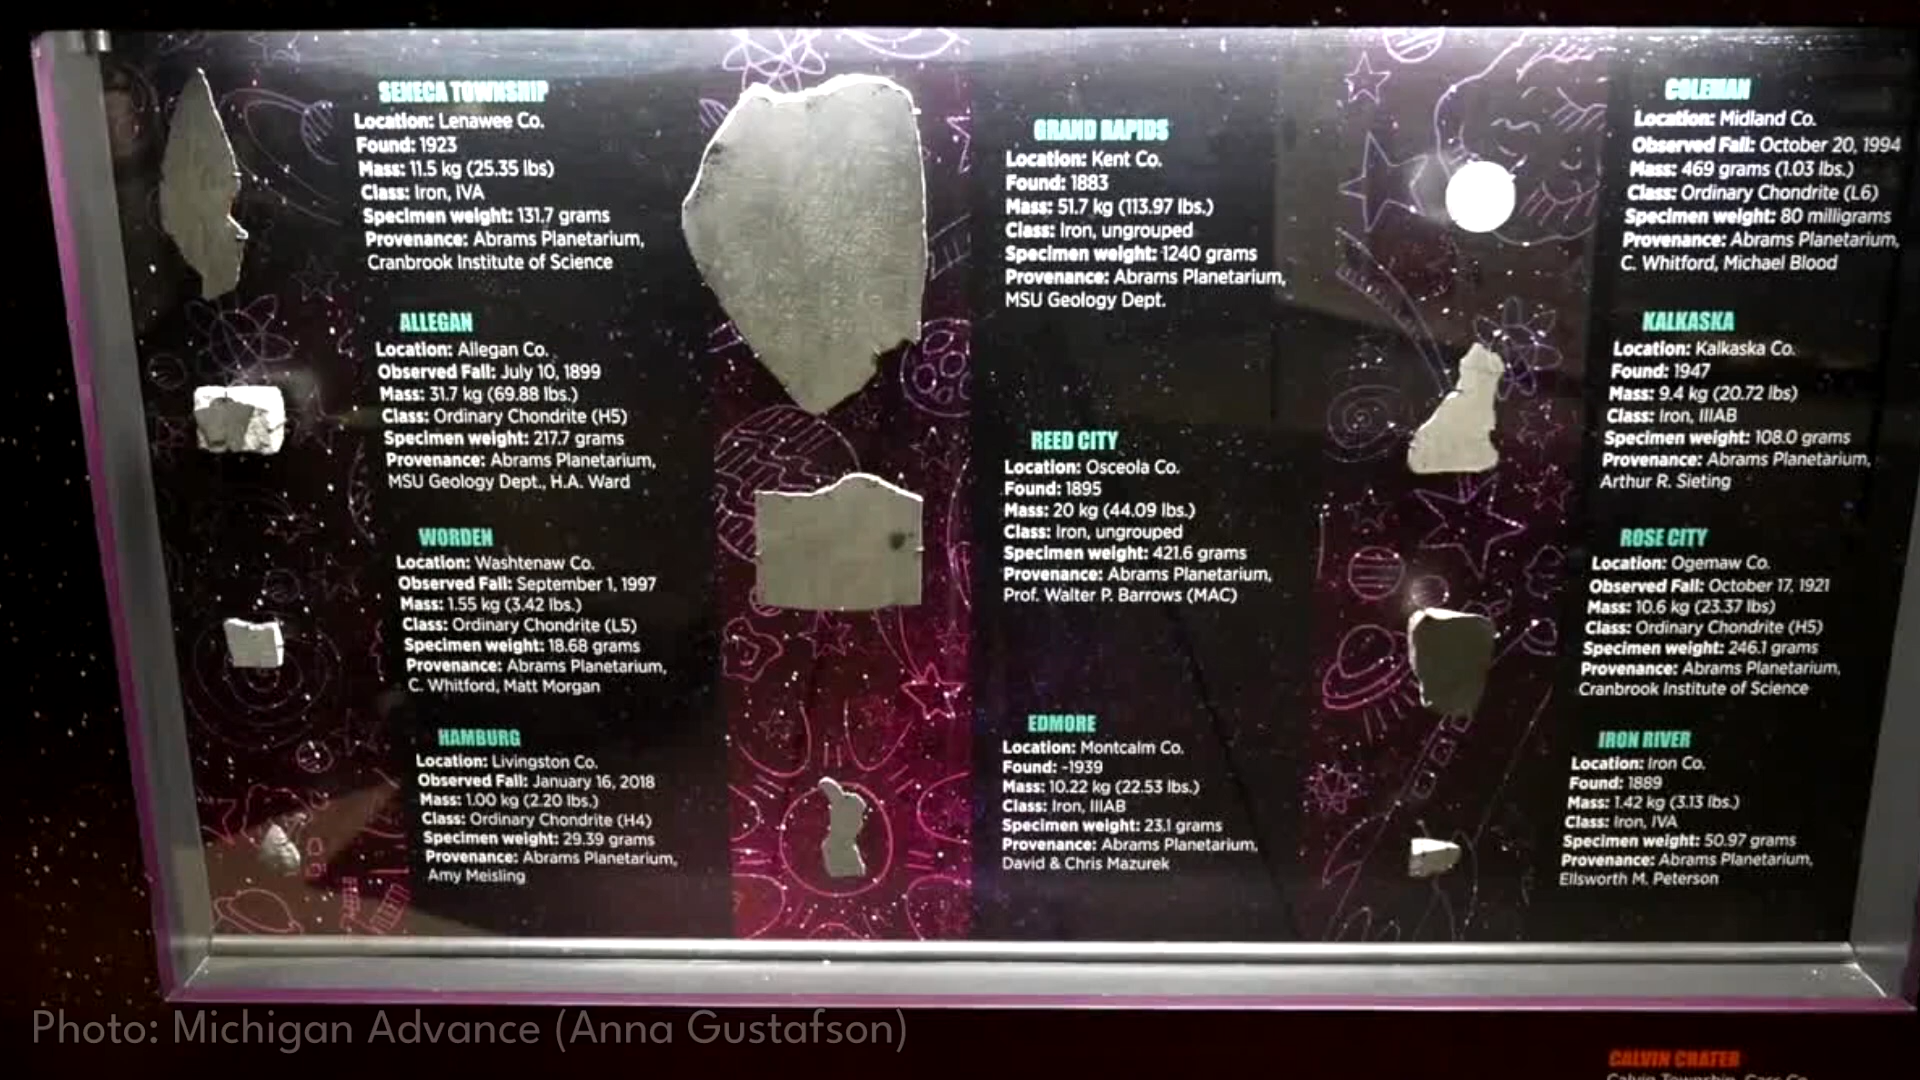 SENECA TOWNSHIP
Location: Lenawee Co.
Found: 1923
Mass: 11.5 kg (25.35 lbs)
Class: Iron, IVA
Specimen weight: 131.7 grams
Provenance: Abrams Planetarium,
Cranbrook Institute of Science
ALLEGAN
Location: Allegan Co.
Observed Fall: July 10, 1899
Mass: 31.7 kg (69.88 lbs.)
Class: Ordinary Chondrite (H5)
Specimen weight: 217.7 grams
Provenance: Abrams Planetarium,
MSU Geology Dept., H.A. Ward
WORDEN
Location: Washtenaw Co.
Observed Fall: September 1, 1997
Mass: 1.55 kg (3.42 lbs.)
Class: Ordinary Chondrite (L5)
Specimen weight: 18.68 grams
Provenance: Abrams Planetarium,
C. Whitford, Matt Morgan
HAMBURG
Location: Livingston Co.
Observed Fall: January 16, 2018
Mass: 1.00 kg (2.20 lbs.)
Class: Ordinary Chondrite (H4)
Specimen weight: 29.39 grams
Provenance: Abrams Planetarium,
Amy Meisling
GRAND RAPIDS
Location: Kent Co.
Found: 1883
Mass: 51.7 kg (113.97 lbs.)
Class: Iron, ungrouped
Specimen weight: 1240 grams
Provenance: Abrams Planetarium,
MSU Geology Dept.
REED CITY
Location: Osceola Co.
Found: 1895
Mass: 20 kg (44.09 lbs.)
Class: Iron, ungrouped
Specimen weight: 421.6 grams
Provenance: Abrams Planetarium,
Prof. Walter P. Barrows (MAC)
EDMORE
Location: Montcalm Co.
Found: ~1939
Mass: 10.22 kg (22.53 lbs.)
Class: Iron, IIIAB
Specimen weight: 23.1 grams
Provenance: Abrams Planetarium,
David & Chris Mazurek
COLEMAN
Location: Midland Co.
Observed Fall: October 20, 1994
Mass: 469 grams (1.03 lbs.)
Class: Ordinary Chondrite (L6)
Specimen weight: 80 milligrams
Provenance: Abrams Planetarium,
C. Whitford, Michael Blood
KALKASKA
Location: Kalkaska Co.
Found: 1947
Mass: 9.4 kg (20.72 lbs)
Class: Iron, IIIAB
Specimen weight: 108.0 grams
Provenance: Abrams Planetarium,
Arthur R. Sieting
ROSE CITY
Location: Ogemaw Co.
Observed Fall: October 17, 1921
Mass: 10.6 kg (23.37 lbs)
Class: Ordinary Chondrite (H5)
Specimen weight: 246.1 grams
Provenance: Abrams Planetarium,
Cranbrook Institute of Science
IRON RIVER
Location: Iron Co.
Found: 1889
Mass: 1.42 kg (3.13 lbs.)
Class: Iron, IVA
Specimen weight: 50.97 grams
Provenance: Abrams Planetarium,
Ellsworth M. Peterson
Photo: Michigan Advance (Anna Gustafson)
CALVIN CRATER